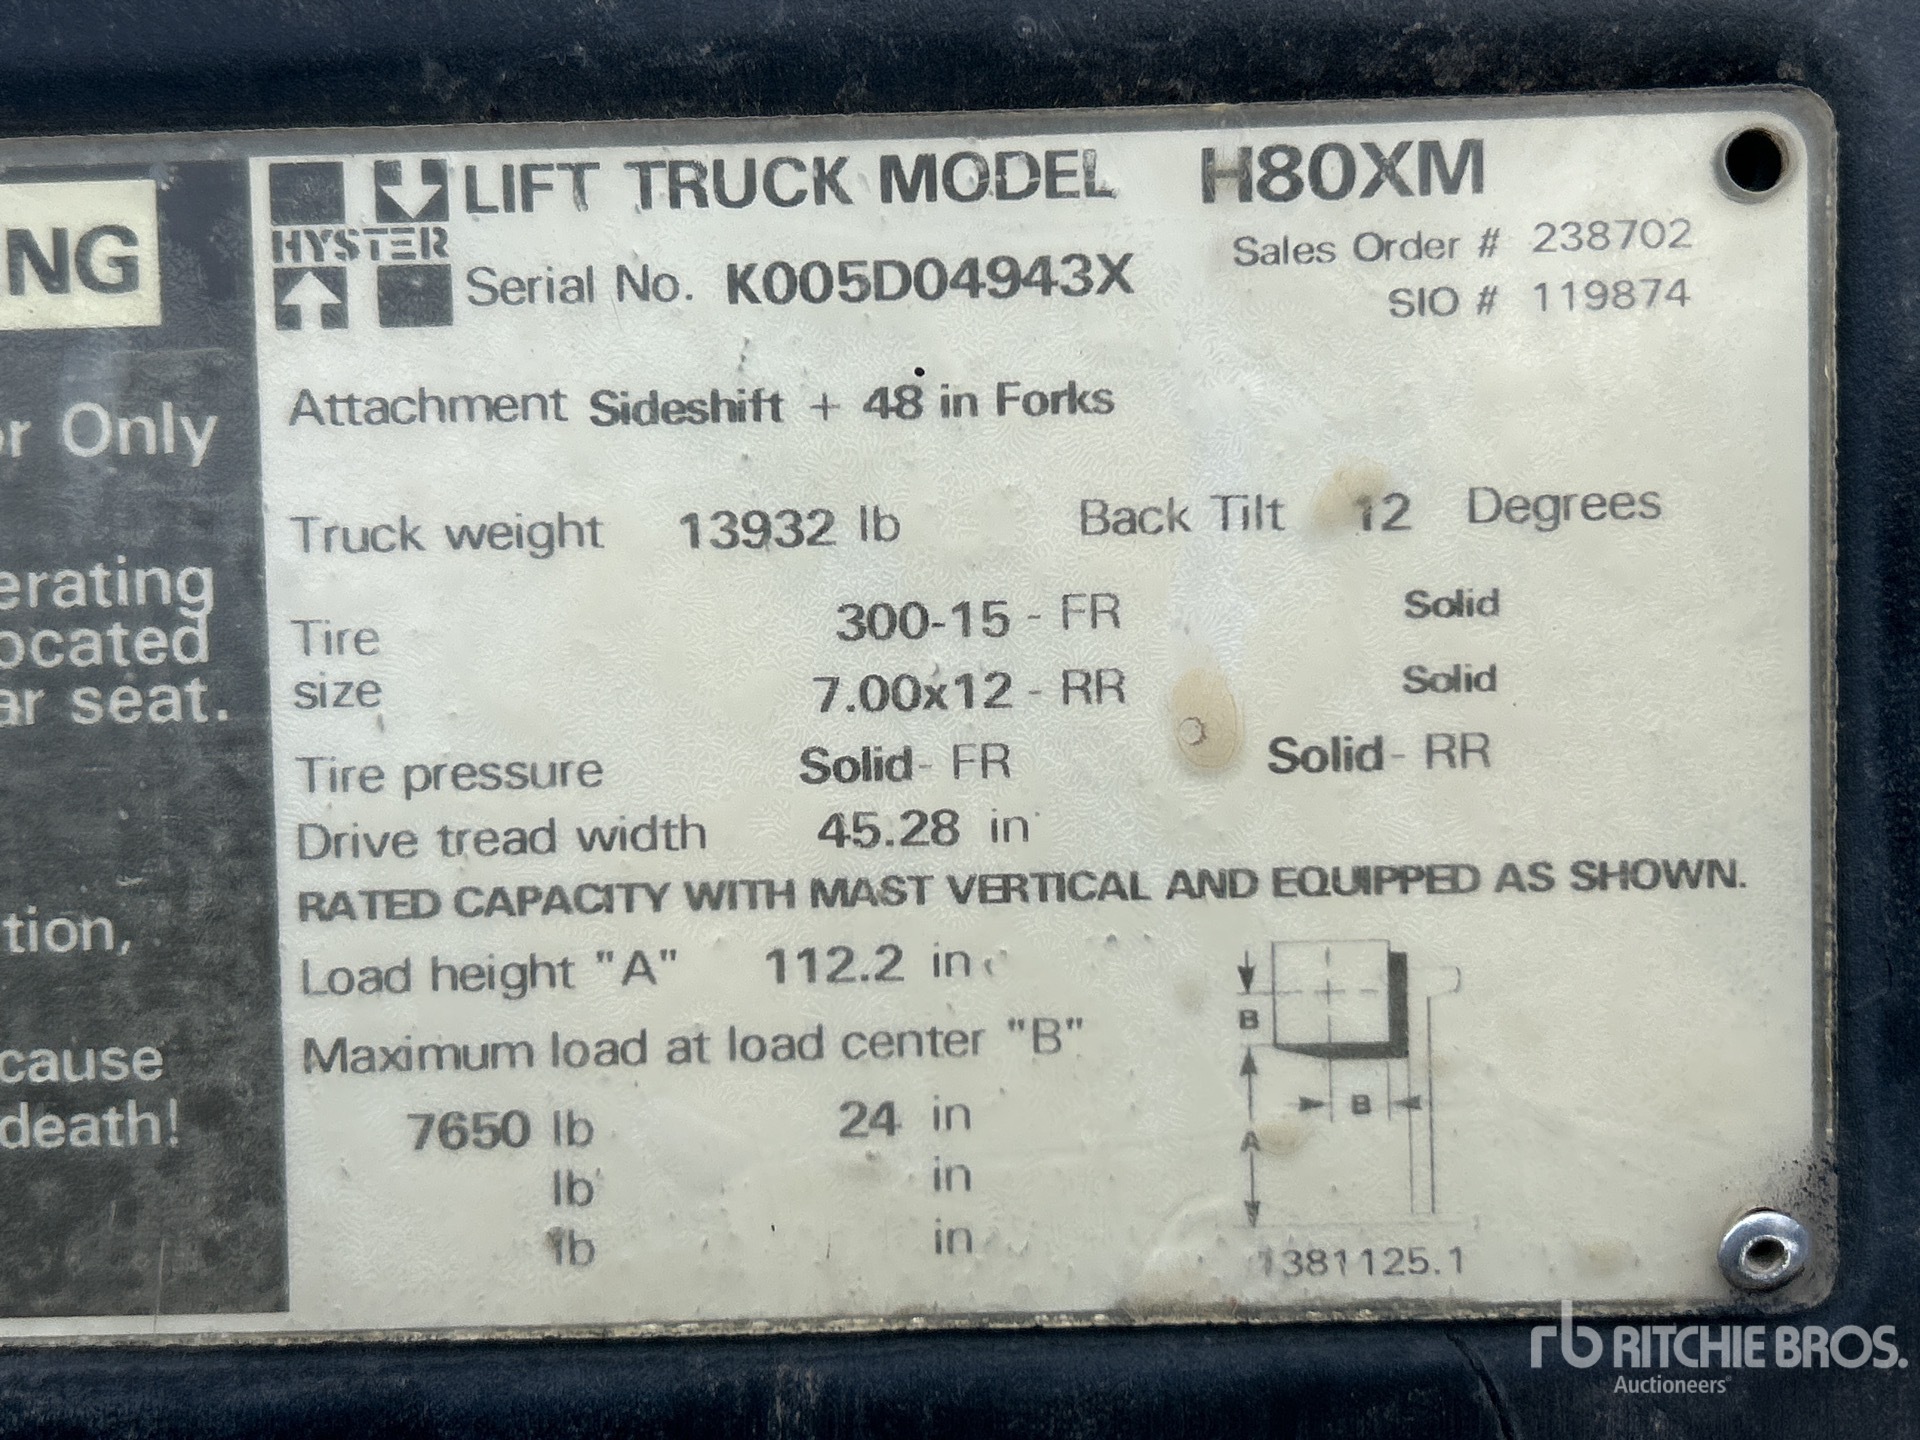 NG
r Only
erating
ocated
ar seat.
tion,
cause
death!
HYSTER
LIFT TRUCK MODEL H80XM
Serial No. K005D04943X
Sales Order # 238702
SIO # 119874
Attachment Sideshift + 48 in Forks
Truck weight 13932 lb Back Tilt 12 Degrees
Tire size
300-15 - FR Solid
7.00x12 - RR Solid
Tire pressure Solid - FR Solid - RR
Drive tread width 45.28 in
RATED CAPACITY WITH MAST VERTICAL AND EQUIPPED AS SHOWN.
Load height "A" 112.2 in
Maximum load at load center "B"
7650 lb 24 in
lb in
lb in
B
B
A
1381125.1
rb RITCHIE BROS.
Auctioneers